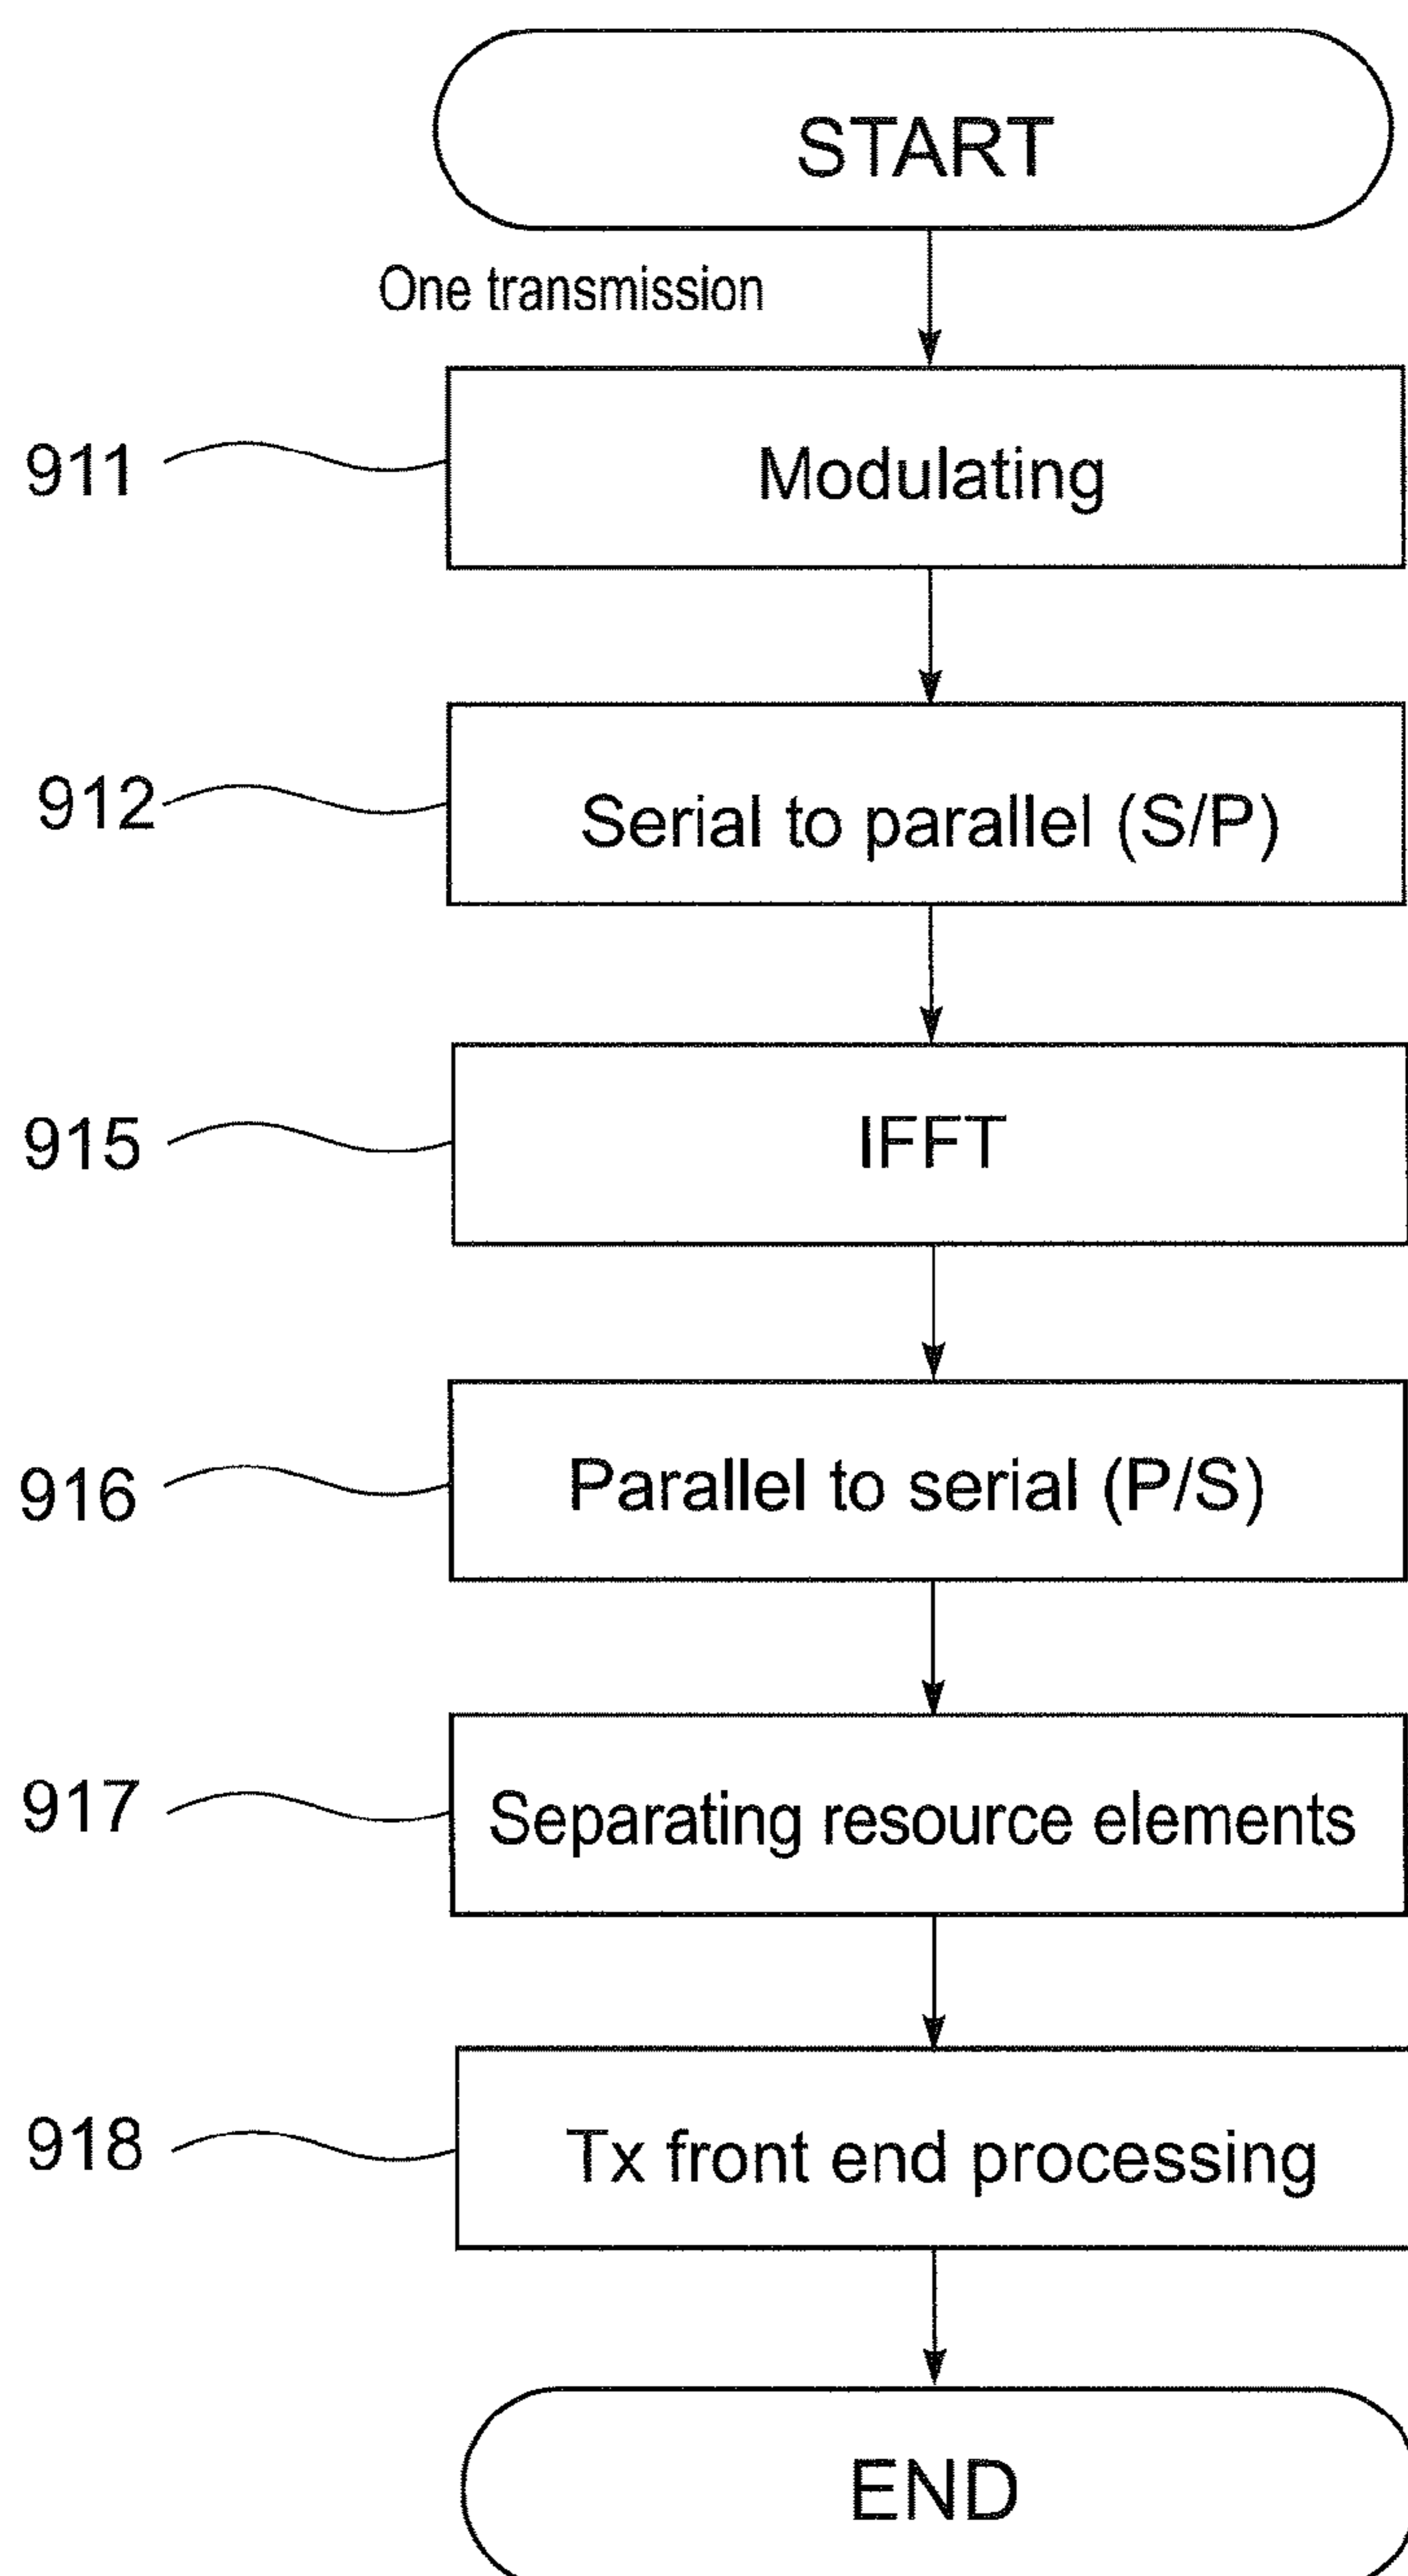 START
One transmission
911
Modulating
912
Serial to parallel (S/P)
915
IFFT
916
Parallel to serial (P/S)
917
Separating resource elements
918
Tx front end processing
END